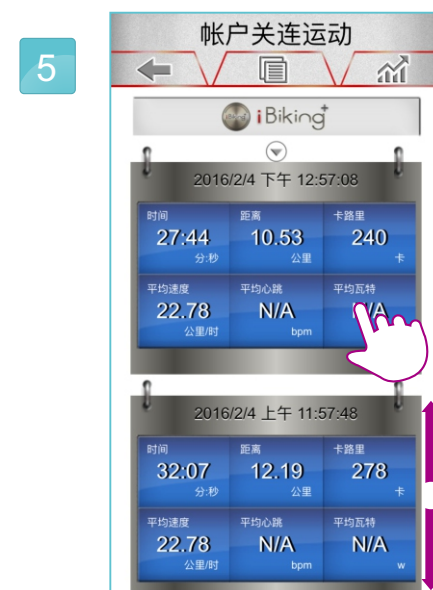 5
帐户关连运动
iBiking+
2016/2/4 下午 12:57:08
时间 距离 卡路里
27:44 10.53 240
分:秒 公里 卡
平均速度 平均心跳 平均瓦特
22.78 N/A N/A
公里/时 bpm
2016/2/4 上午 11:57:48
时间 距离 卡路里
32:07 12.19 278
分:秒 公里 卡
平均速度 平均心跳 平均瓦特
22.78 N/A N/A
公里/时 bpm w